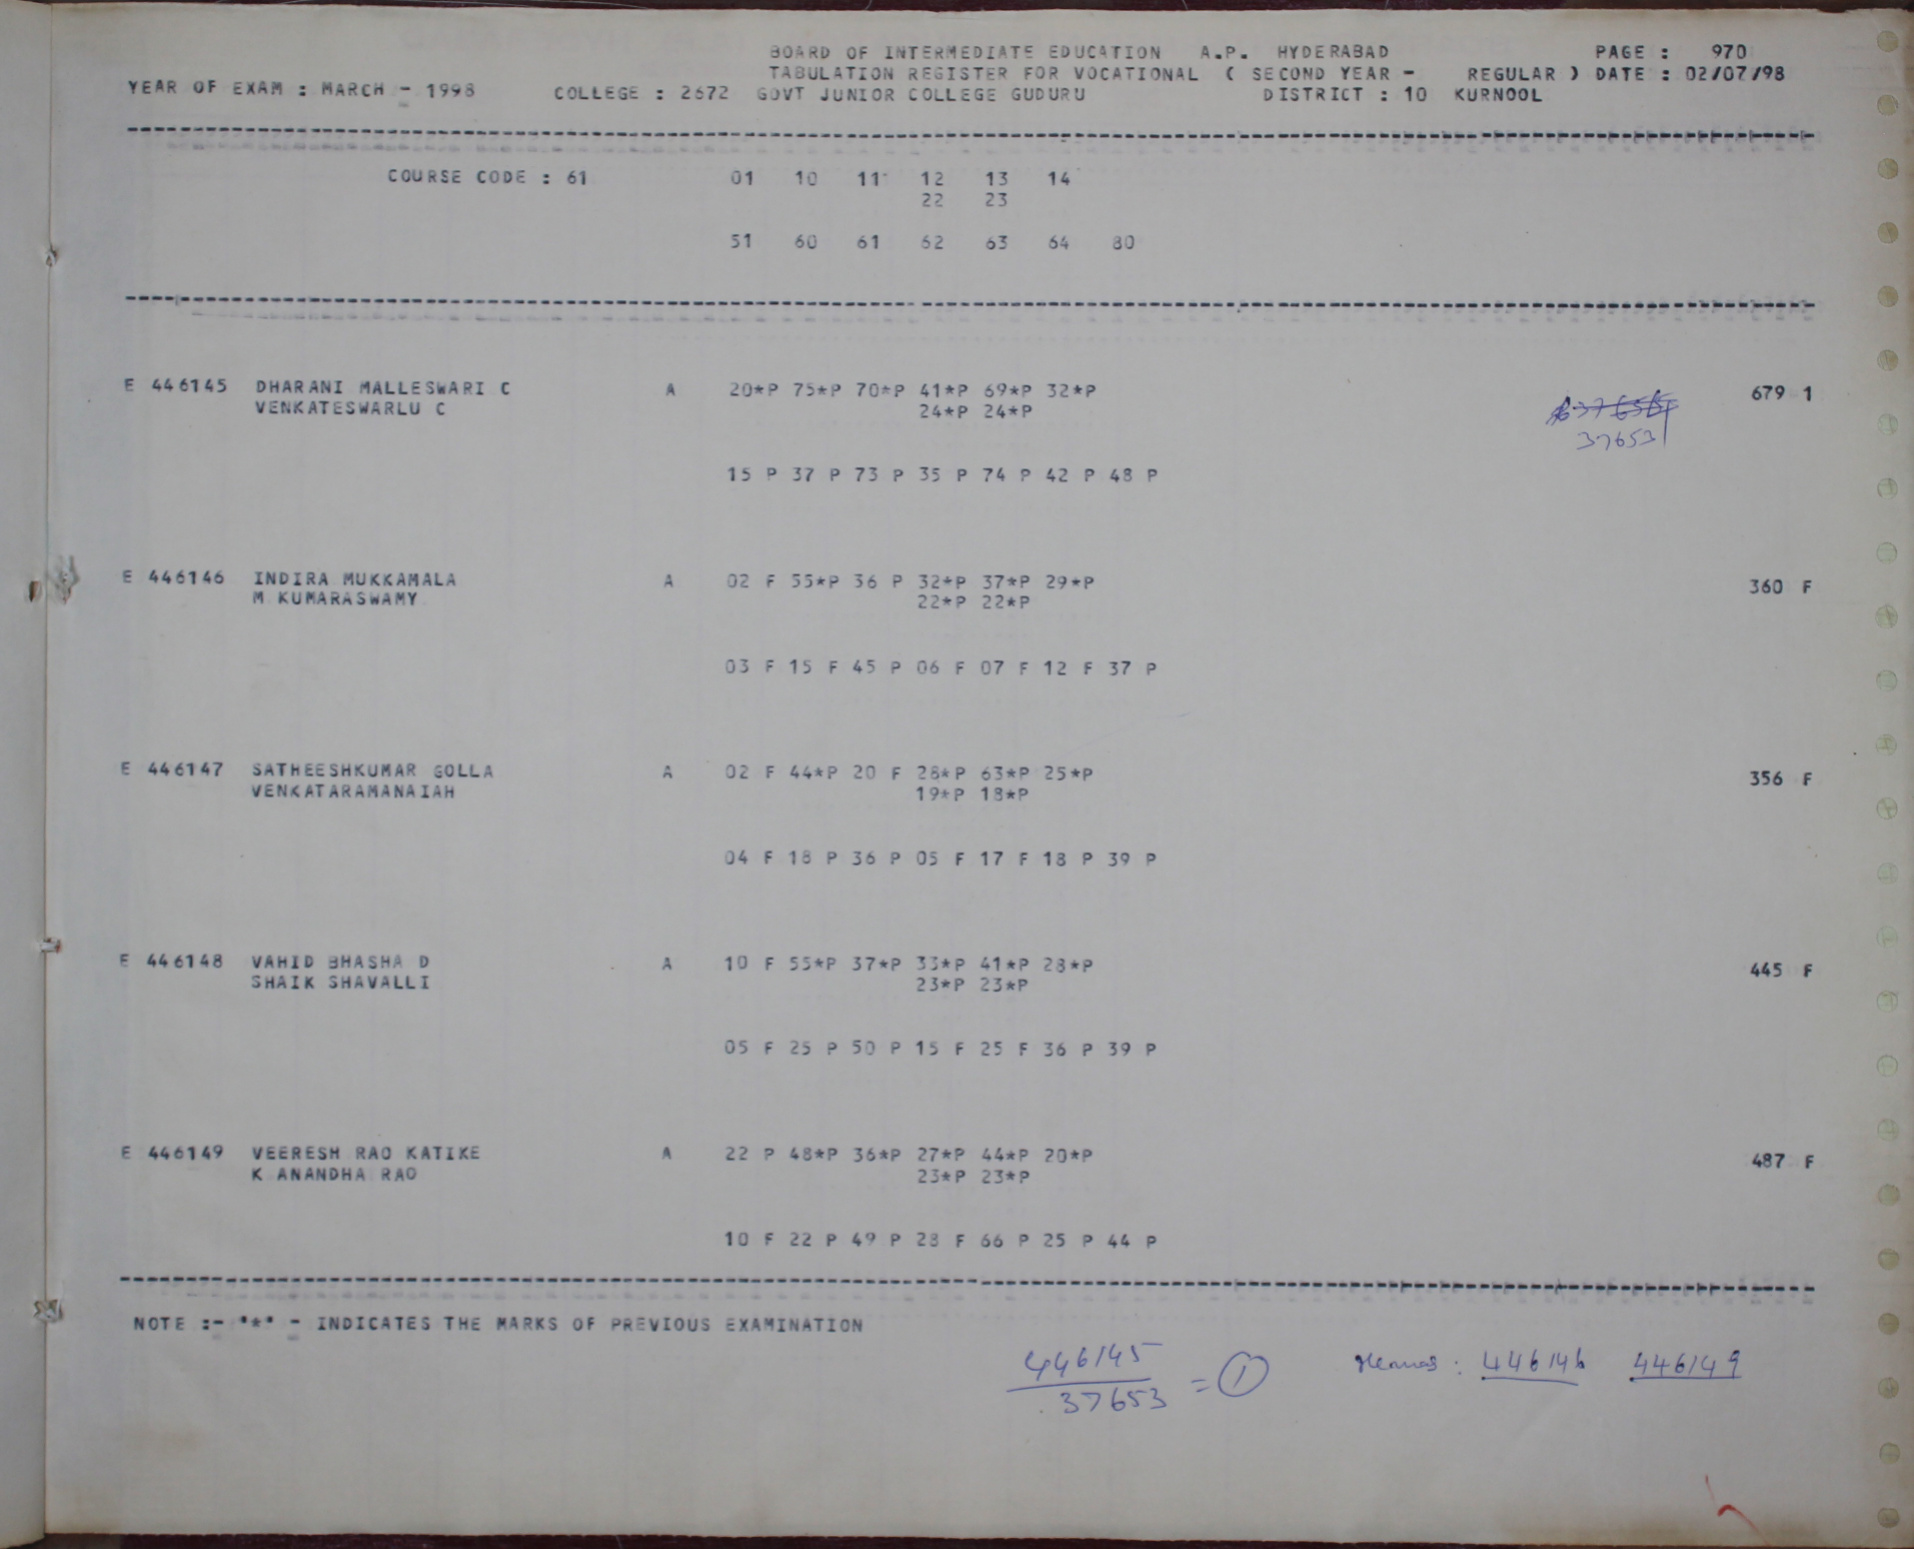 BOARD OF INTERMEDIATE EDUCATION A.P. HYDERABAD PAGE : 970
TABULATION REGISTER FOR VOCATIONAL ( SECOND YEAR - REGULAR ) DATE : 02/07/98
YEAR OF EXAM : MARCH - 1998 COLLEGE : 2672 GOVT JUNIOR COLLEGE GUDURU DISTRICT : 10 KURNOOL
COURSE CODE : 61 01 10 11 12 13 14
22 23
51 60 61 62 63 64 80
E 446145 DHARANI MALLESWARI C A 20*P 75*P 70*P 41*P 69*P 32*P 679 1
VENKATESWARLU C 24*P 24*P
37653
15 P 37 P 73 P 35 P 74 P 42 P 48 P
E 446146 INDIRA MUKKAMALA A 02 F 55*P 36 P 32*P 37*P 29*P 360 F
M KUMARASWAMY 22*P 22*P
03 F 15 F 45 P 06 F 07 F 12 F 37 P
E 446147 SATHEESHKUMAR GOLLA A 02 F 44*P 20 F 28*P 63*P 25*P 356 F
VENKATARAMANAIAH 19*P 18*P
04 F 18 P 36 P 05 F 17 F 18 P 39 P
E 446148 VAHID BHASHA D A 10 F 55*P 37*P 33*P 41*P 28*P 445 F
SHAIK SHAVALLI 23*P 23*P
05 F 25 P 50 P 15 F 25 F 36 P 39 P
E 446149 VEERESH RAO KATIKE A 22 P 48*P 36*P 27*P 44*P 20*P 487 F
K ANANDHA RAO 23*P 23*P
10 F 22 P 49 P 28 F 66 P 25 P 44 P
NOTE :- "*" - INDICATES THE MARKS OF PREVIOUS EXAMINATION
446145 = 1 : 446146 446149
37653